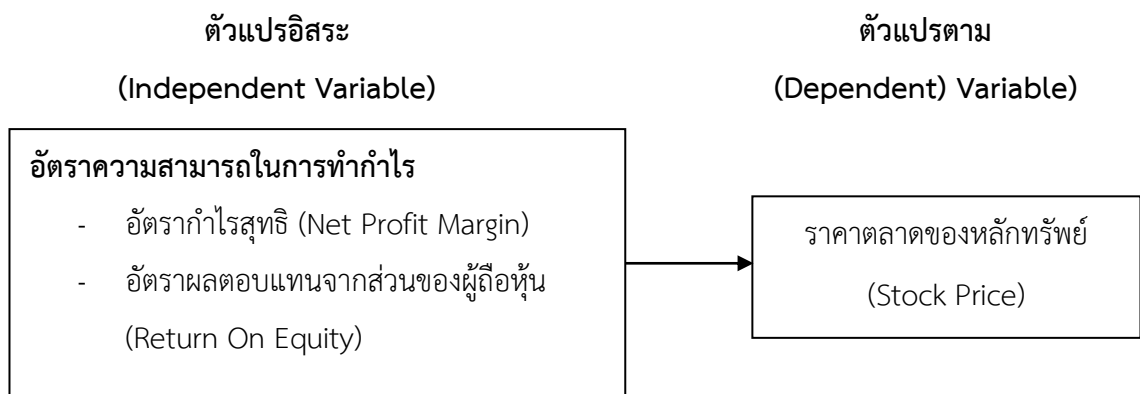 ตัวแปรอิสระ
(Independent Variable)
ตัวแปรตาม
(Dependent) Variable)
อัตราความสามารถในการทำกำไร
- อัตรากำไรสุทธิ (Net Profit Margin)
- อัตราผลตอบแทนจากส่วนของผู้ถือหุ้น
(Return On Equity)
ราคาตลาดของหลักทรัพย์
(Stock Price)